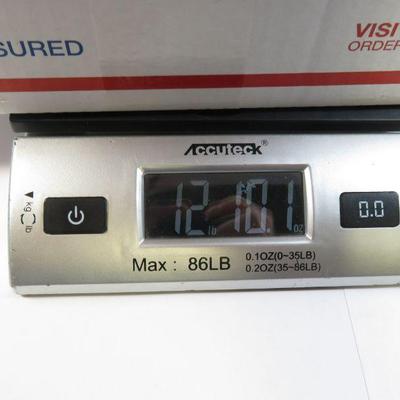 SURED
VISI
ORDER
ACCUTECK®
kg lb
12 lb 10.1 OZ
0.0
Max : 86LB
0.1OZ(0~35LB)
0.2OZ(35~86LB)